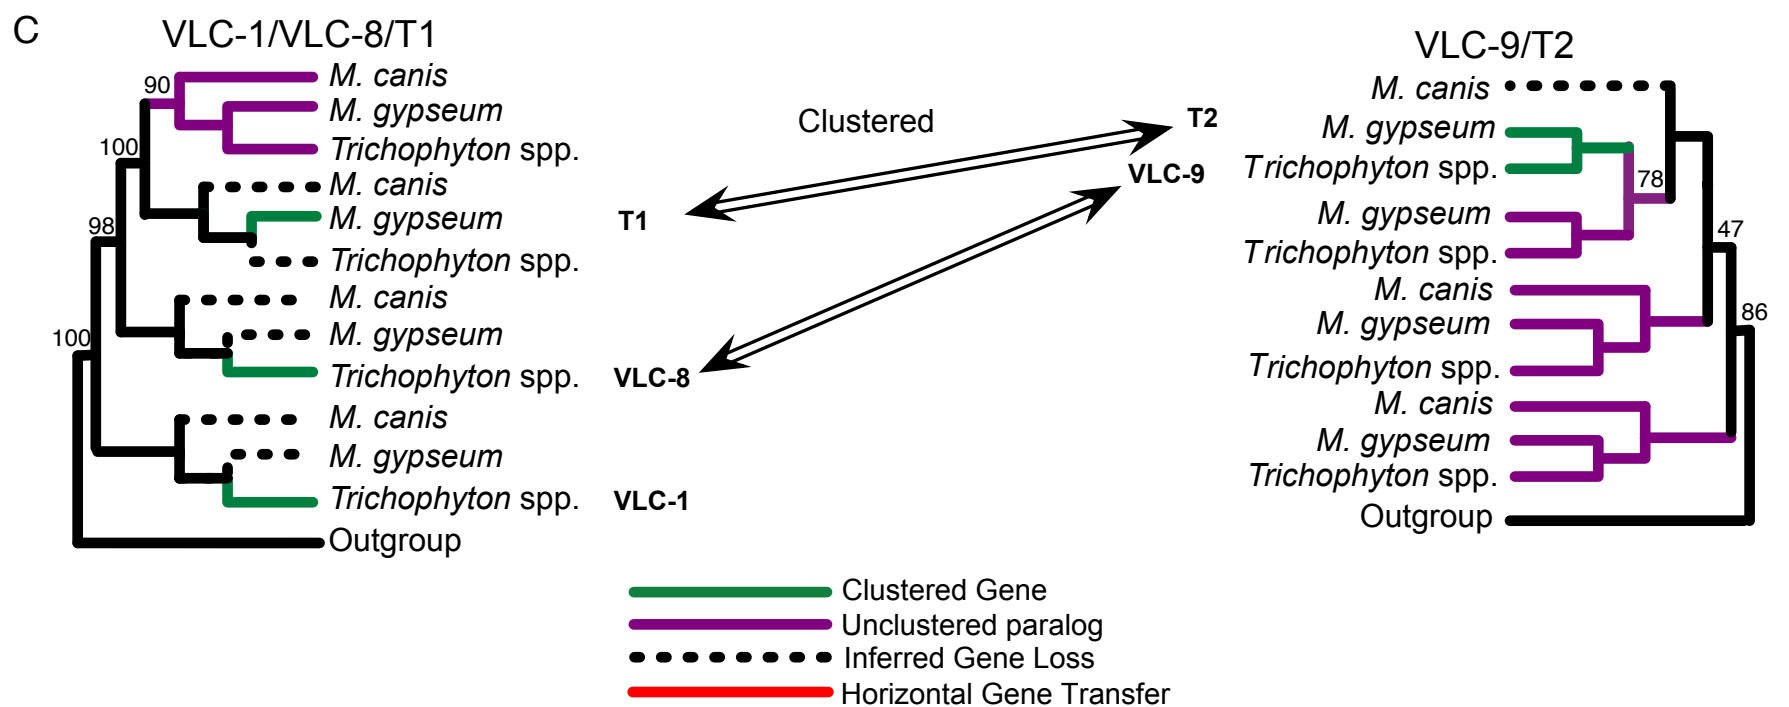 C
VLC-1/VLC-8/T1
90
M. canis
M. gypseum
Trichophyton spp.
100
M. canis
M. gypseum
T1
98
Trichophyton spp.
M. canis
M. gypseum
100
Trichophyton spp.
VLC-8
M. canis
M. gypseum
Trichophyton spp.
VLC-1
Outgroup
Clustered
T2
VLC-9
VLC-9/T2
M. canis
M. gypseum
Trichophyton spp.
78
M. gypseum
47
Trichophyton spp.
M. canis
86
M. gypseum
Trichophyton spp.
M. canis
M. gypseum
Trichophyton spp.
Outgroup
Clustered Gene
Unclustered paralog
Inferred Gene Loss
Horizontal Gene Transfer